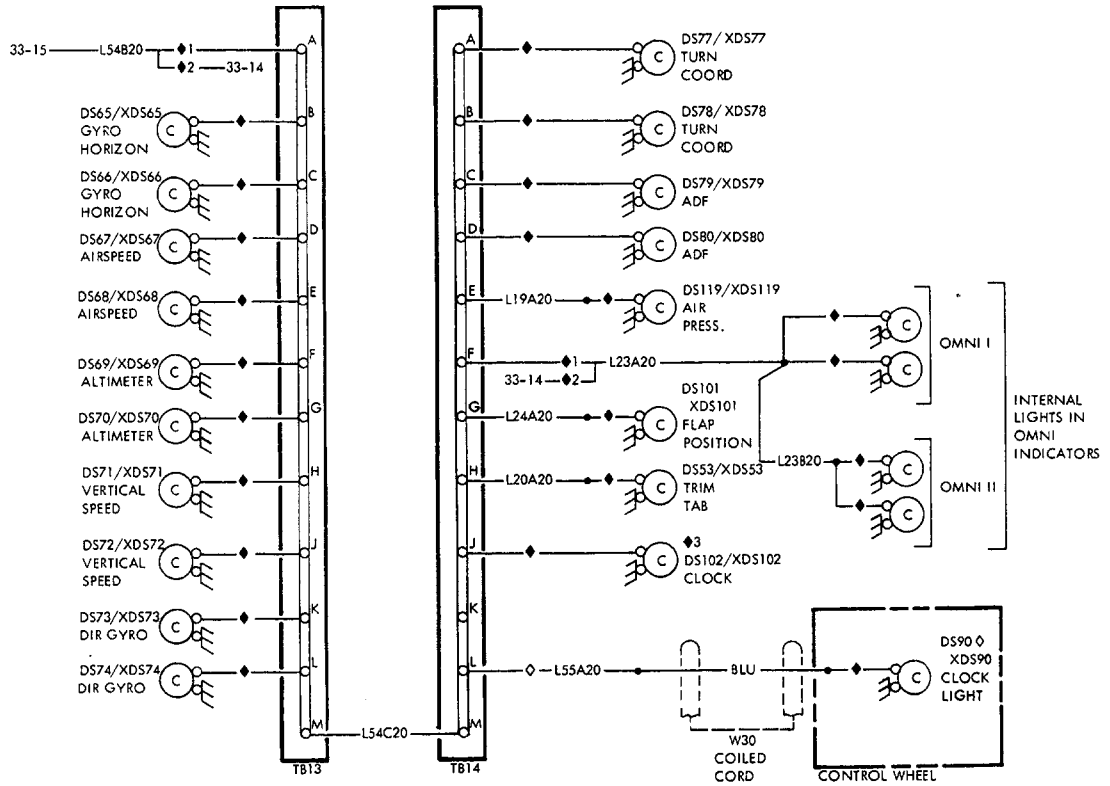 33-15 L54B20 ◆1
◆2 33-14
A
DS65/XDS65
GYRO
HORIZON
C
B
DS66/XDS66
GYRO
HORIZON
C
C
DS67/XDS67
AIRSPEED
C
D
DS68/XDS68
AIRSPEED
C
E
DS69/XDS69
ALTIMETER
C
F
DS70/XDS70
ALTIMETER
C
G
DS71/XDS71
VERTICAL
SPEED
C
H
DS72/XDS72
VERTICAL
SPEED
C
J
DS73/XDS73
DIR GYRO
C
K
DS74/XDS74
DIR GYRO
C
L
M
L54C20
TB13
A
C
DS77/XDS77
TURN
COORD
B
C
DS78/XDS78
TURN
COORD
C
C
DS79/XDS79
ADF
D
C
DS80/XDS80
ADF
E
L19A20
C
DS119/XDS119
AIR
PRESS.
F
◆1 L23A20
33-14 ◆2
C
C
OMNI I
G
L24A20
C
DS101
XDS101
FLAP
POSITION
H
L20A20
C
DS53/XDS53
TRIM
TAB
L23B20
C
C
OMNI II
INTERNAL
LIGHTS IN
OMNI
INDICATORS
J
C
◆3
DS102/XDS102
CLOCK
K
L
L55A20
BLU
C
DS90◊
XDS90
CLOCK
LIGHT
M
TB14
W30
COILED
CORD
CONTROL WHEEL